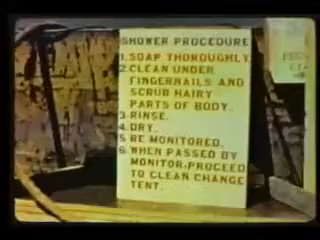 SHOWER PROCEDURE
1. SOAP THOROUGHLY.
2. CLEAN UNDER
FINGERNAILS AND
SCRUB HAIRY
PARTS OF BODY.
3. RINSE.
4. DRY.
5. BE MONITORED.
6. WHEN PASSED BY
MONITOR-PROCEED
TO CLEAN CHANGE
TENT.